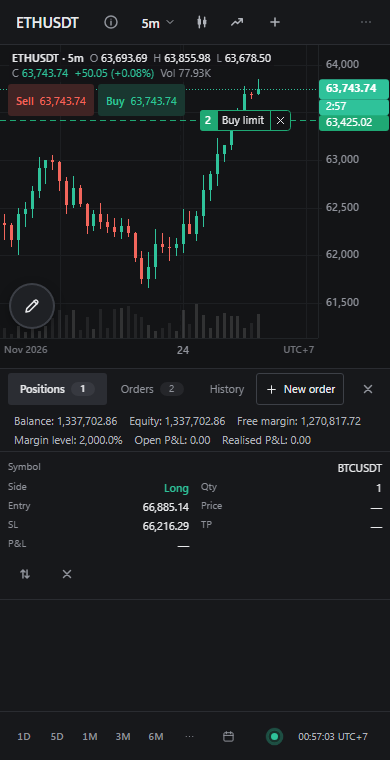 ETHUSDT 5m
ETHUSDT · 5m O 63,693.69 H 63,855.98 L 63,678.50
C 63,743.74 +50.05 (+0.08%) Vol 77.93K
64,000
Sell 63,743.74 Buy 63,743.74
63,743.74
2:57
2 Buy limit
63,425.02
63,000
62,500
62,000
61,500
Nov 2026 24 UTC+7
Positions 1 Orders 2 History + New order
Balance: 1,337,702.86 Equity: 1,337,702.86 Free margin: 1,270,817.72
Margin level: 2,000.0% Open P&L: 0.00 Realised P&L: 0.00
Symbol BTCUSDT
Side Long Qty 1
Entry 66,885.14 Price —
SL 66,216.29 TP —
P&L —
1D 5D 1M 3M 6M ··· 00:57:03 UTC+7